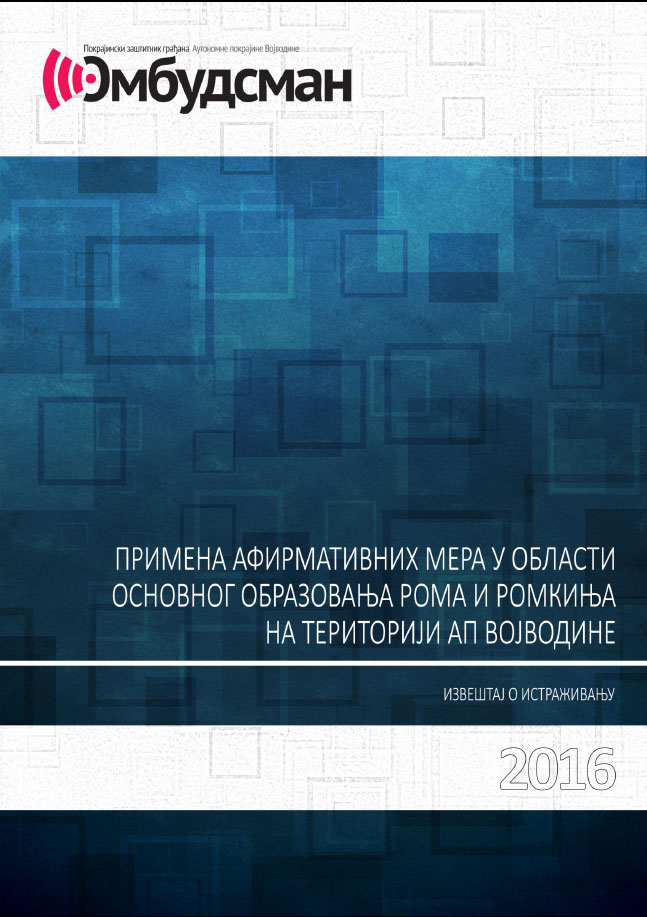 Покрајински заштитник грађана Аутономне покрајине Војводине
Омбудсман
ПРИМЕНА АФИРМАТИВНИХ МЕРА У ОБЛАСТИ
ОСНОВНОГ ОБРАЗОВАЊА РОМА И РОМКИЊА
НА ТЕРИТОРИЈИ АП ВОЈВОДИНЕ
ИЗВЕШТАЈ О ИСТРАЖИВАЊУ
2016